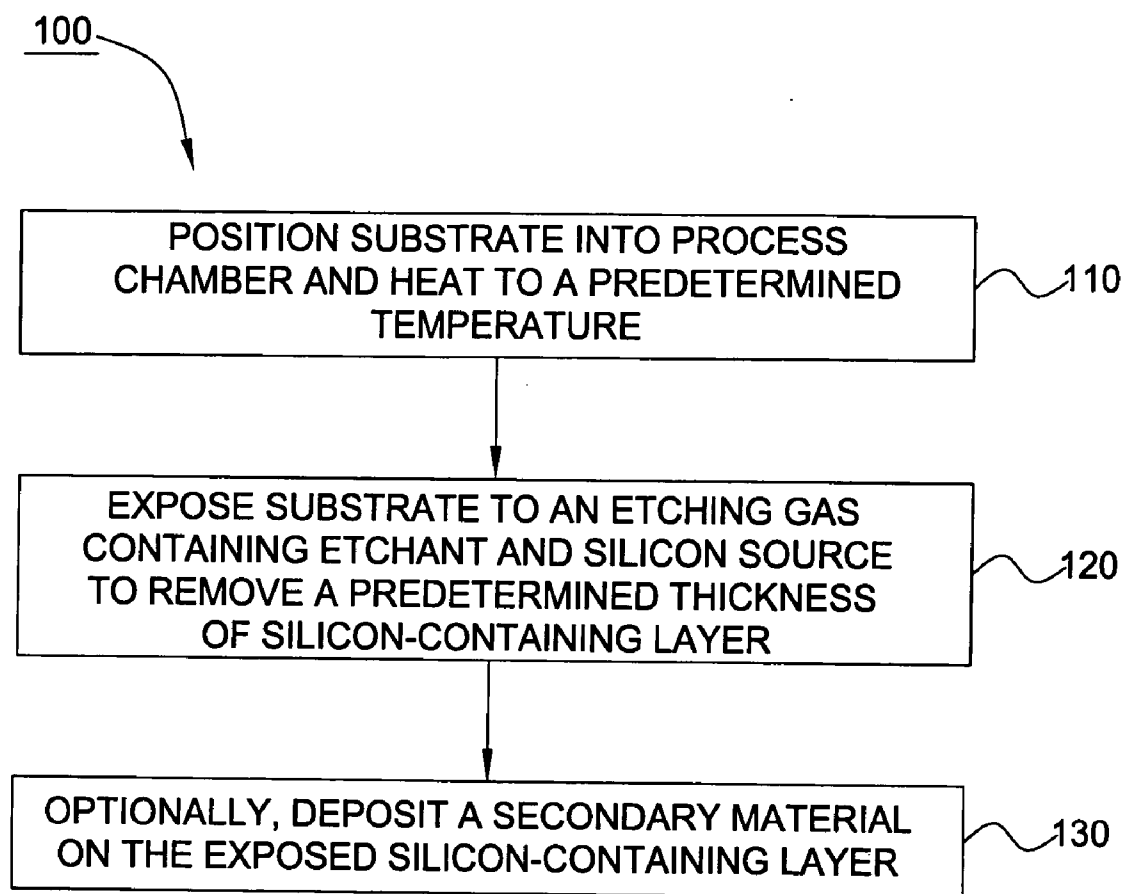 100
POSITION SUBSTRATE INTO PROCESS
CHAMBER AND HEAT TO A PREDETERMINED
TEMPERATURE
110
EXPOSE SUBSTRATE TO AN ETCHING GAS
CONTAINING ETCHANT AND SILICON SOURCE
TO REMOVE A PREDETERMINED THICKNESS
OF SILICON-CONTAINING LAYER
120
OPTIONALLY, DEPOSIT A SECONDARY MATERIAL
ON THE EXPOSED SILICON-CONTAINING LAYER
130